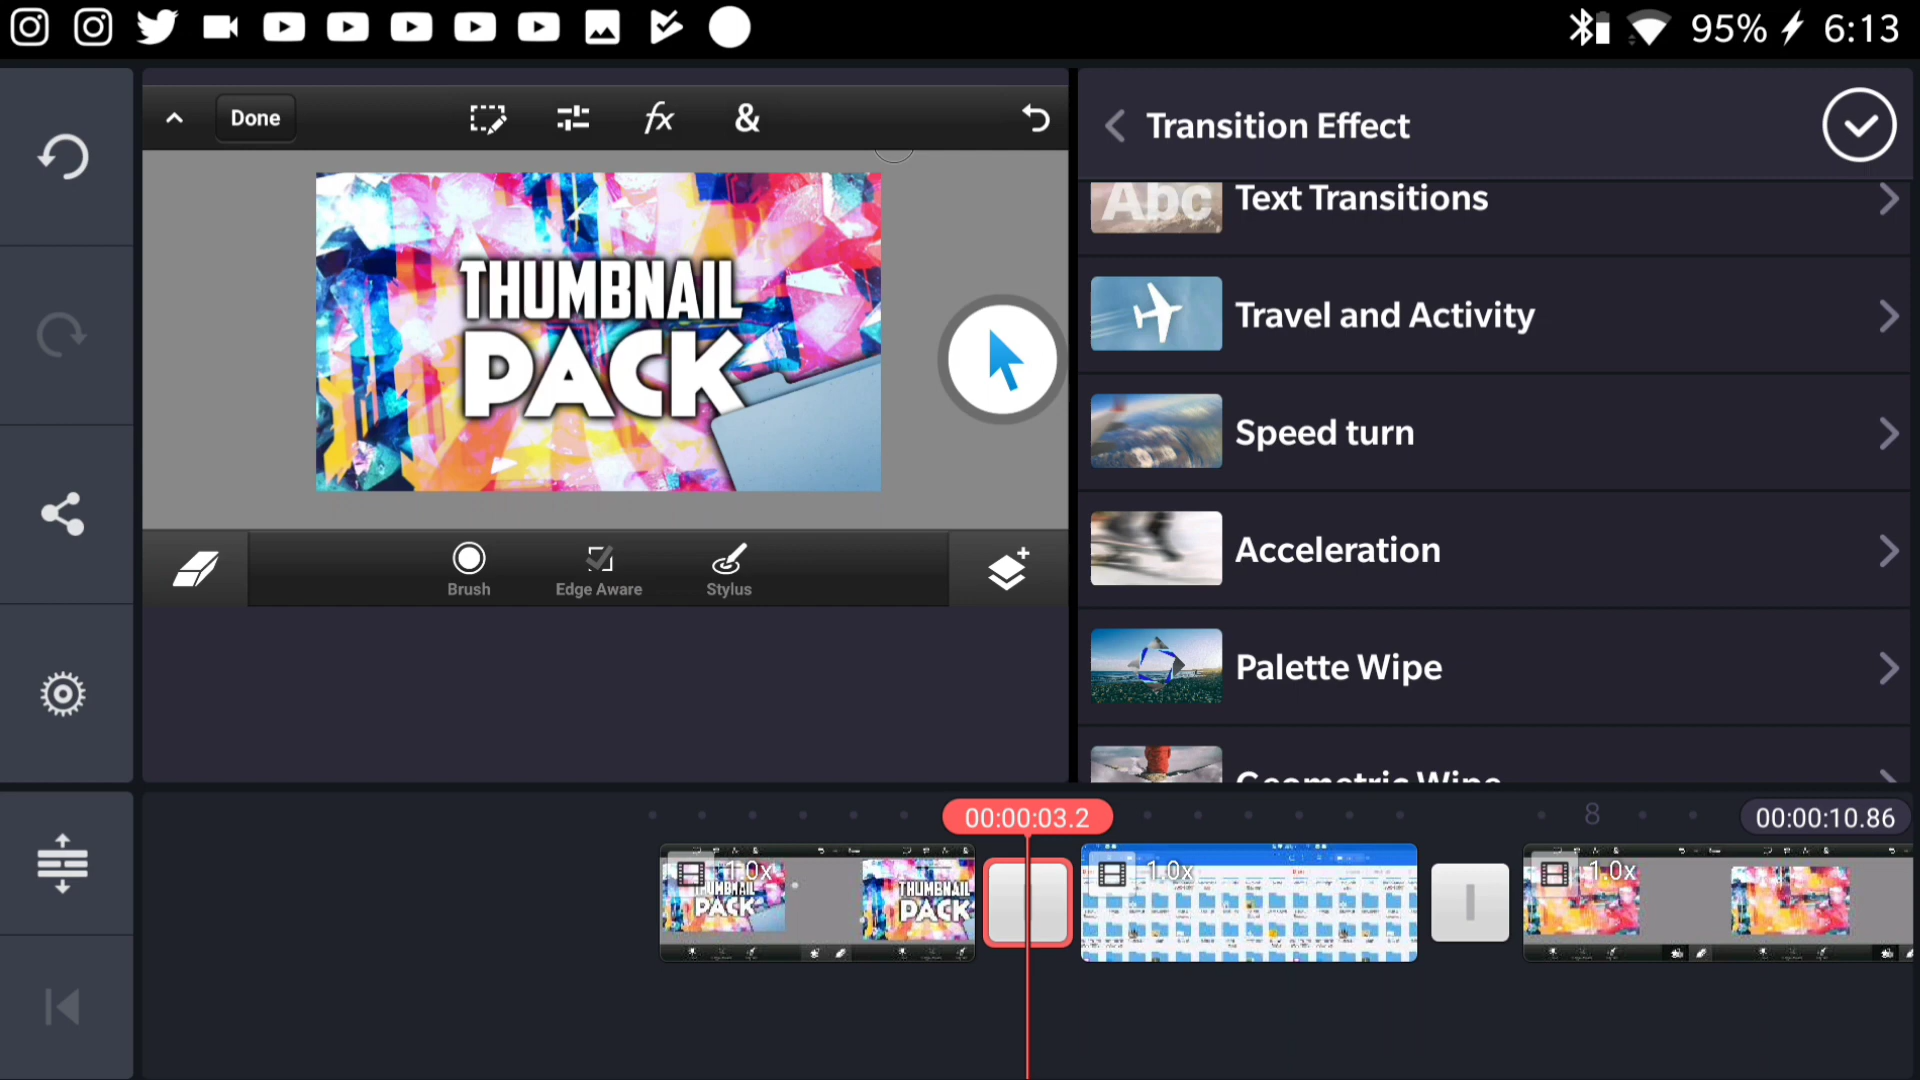 95% 6:13
Done
fx
&
THUMBNAIL
PACK
Brush
Edge Aware
Stylus
Transition Effect
Abc
Text Transitions
Travel and Activity
Speed turn
Acceleration
Palette Wipe
Geometric Wipe
00:00:03.2
8
00:00:10.86
1.0x
THUMBNAIL
PACK
THUMBNAIL
PACK
1.0x
1.0x